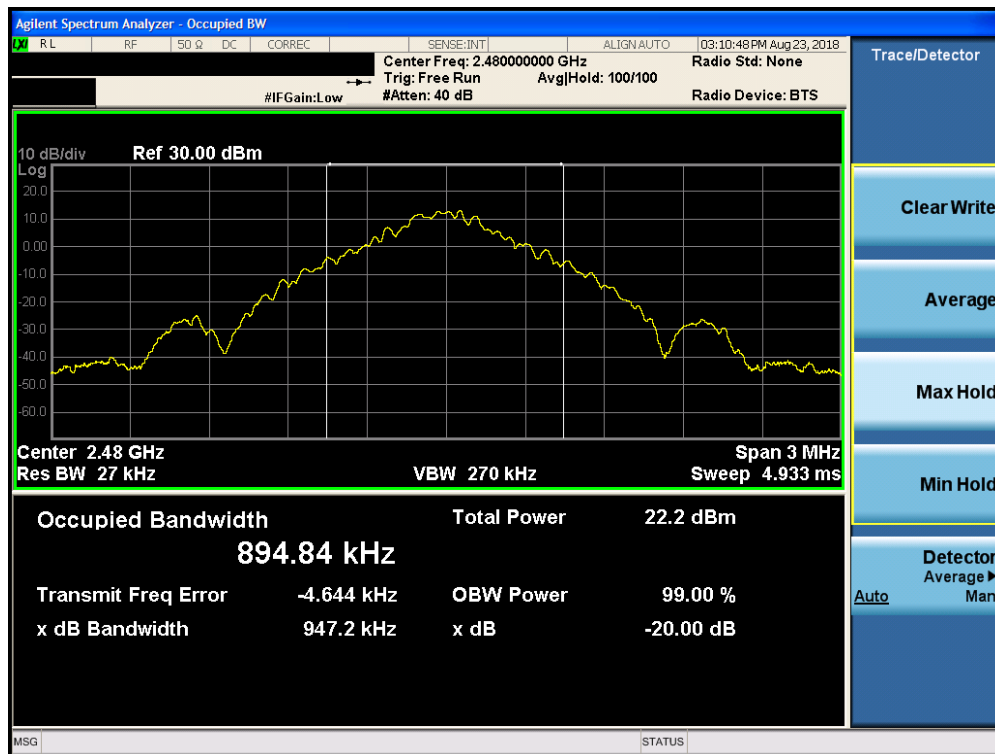 Agilent Spectrum Analyzer - Occupied BW
LXI RL RF 50 Ω DC CORREC SENSE:INT ALIGN AUTO 03:10:48 PM Aug 23, 2018
Center Freq: 2.480000000 GHz Radio Std: None
Trig: Free Run Avg|Hold: 100/100
#IFGain:Low #Atten: 40 dB Radio Device: BTS
Trace/Detector
10 dB/div Ref 30.00 dBm
Log
20.0
10.0
0.00
-10.0
-20.0
-30.0
-40.0
-50.0
-60.0
Center 2.48 GHz Span 3 MHz
Res BW 27 kHz VBW 270 kHz Sweep 4.933 ms
Occupied Bandwidth Total Power 22.2 dBm
894.84 kHz
Transmit Freq Error -4.644 kHz OBW Power 99.00 %
x dB Bandwidth 947.2 kHz x dB -20.00 dB
Clear Write
Average
Max Hold
Min Hold
Detector
Average▶
Auto Man
MSG STATUS